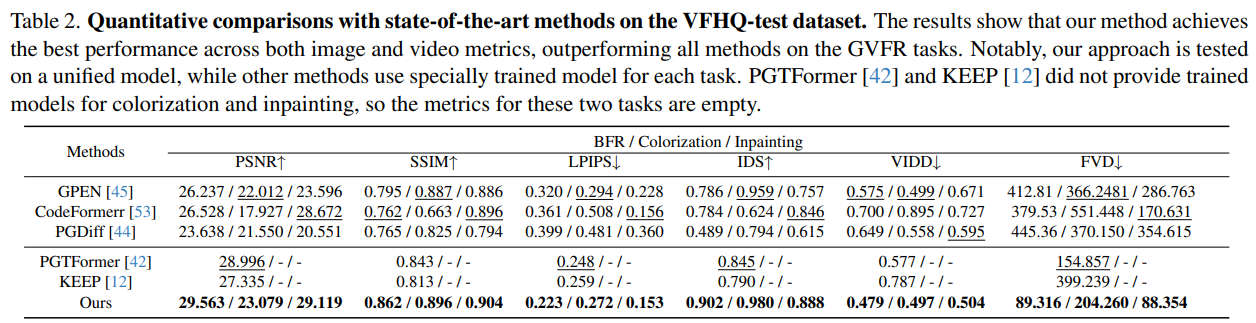 Table 2. Quantitative comparisons with state-of-the-art methods on the VFHQ-test dataset. The results show that our method achieves
the best performance across both image and video metrics, outperforming all methods on the GVFR tasks. Notably, our approach is tested
on a unified model, while other methods use specially trained model for each task. PGTFormer [42] and KEEP [12] did not provide trained
models for colorization and inpainting, so the metrics for these two tasks are empty.
Methods BFR / Colorization / Inpainting
PSNR↑ SSIM↑ LPIPS↓ IDS↑ VIDD↓ FVD↓
GPEN [45] 26.237 / 22.012 / 23.596 0.795 / 0.887 / 0.886 0.320 / 0.294 / 0.228 0.786 / 0.959 / 0.757 0.575 / 0.499 / 0.671 412.81 / 366.2481 / 286.763
CodeFormerr [53] 26.528 / 17.927 / 28.672 0.762 / 0.663 / 0.896 0.361 / 0.508 / 0.156 0.784 / 0.624 / 0.846 0.700 / 0.895 / 0.727 379.53 / 551.448 / 170.631
PGDiff [44] 23.638 / 21.550 / 20.551 0.765 / 0.825 / 0.794 0.399 / 0.481 / 0.360 0.489 / 0.794 / 0.615 0.649 / 0.558 / 0.595 445.36 / 370.150 / 354.615
PGTFormer [42] 28.996 / - / - 0.843 / - / - 0.248 / - / - 0.845 / - / - 0.577 / - / - 154.857 / - / -
KEEP [12] 27.335 / - / - 0.813 / - / - 0.259 / - / - 0.790 / - / - 0.787 / - / - 399.239 / - / -
Ours 29.563 / 23.079 / 29.119 0.862 / 0.896 / 0.904 0.223 / 0.272 / 0.153 0.902 / 0.980 / 0.888 0.479 / 0.497 / 0.504 89.316 / 204.260 / 88.354